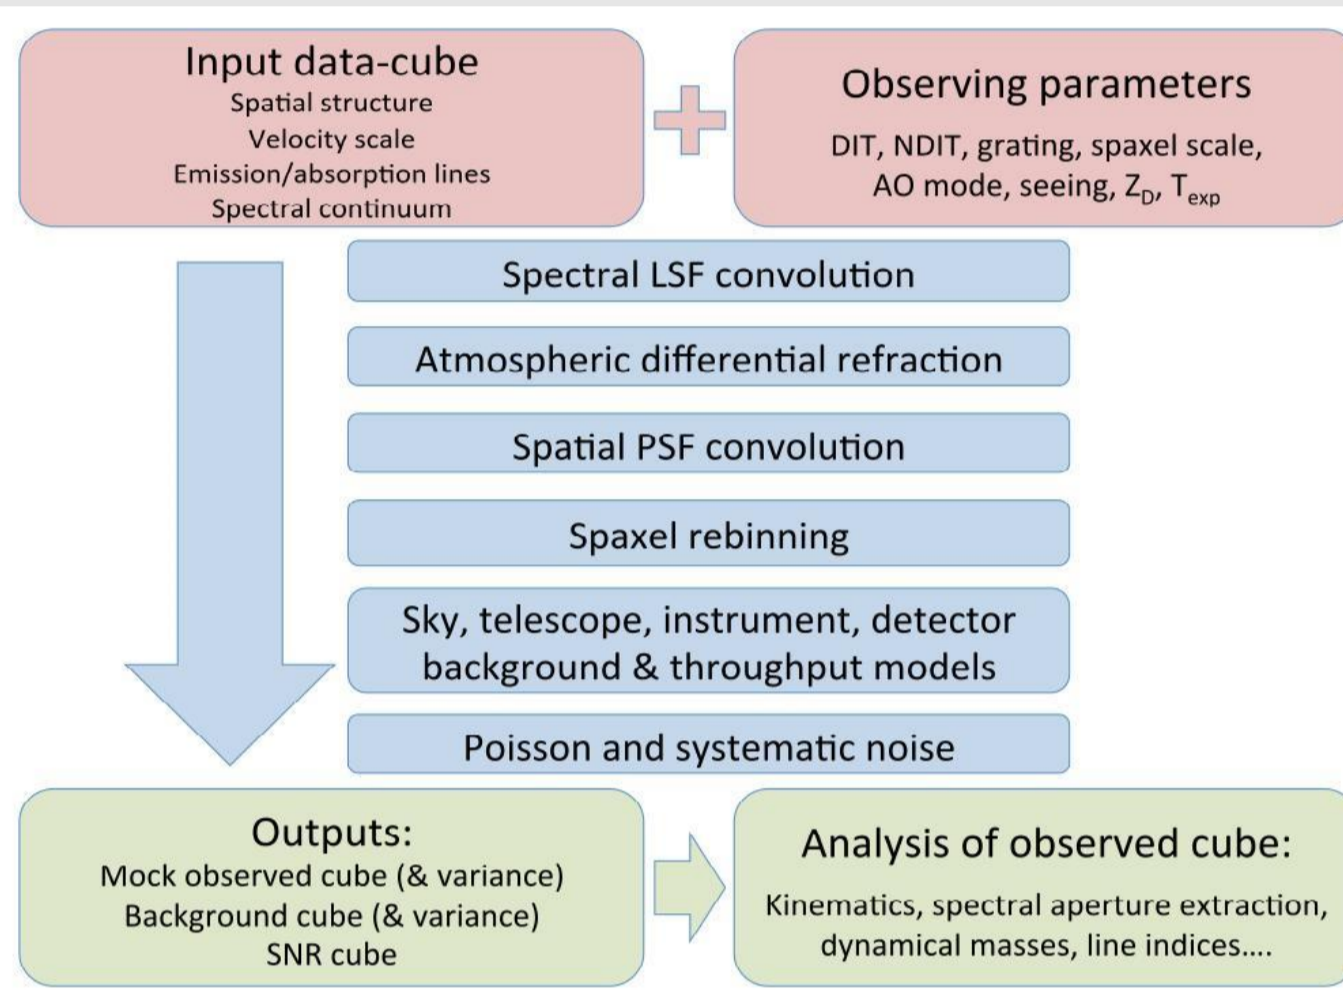 Input data-cube
Spatial structure
Velocity scale
Emission/absorption lines
Spectral continuum
Observing parameters
DIT, NDIT, grating, spaxel scale,
AO mode, seeing, Z_D, T_exp
Spectral LSF convolution
Atmospheric differential refraction
Spatial PSF convolution
Spaxel rebinning
Sky, telescope, instrument, detector
background & throughput models
Poisson and systematic noise
Outputs:
Mock observed cube (& variance)
Background cube (& variance)
SNR cube
Analysis of observed cube:
Kinematics, spectral aperture extraction,
dynamical masses, line indices....